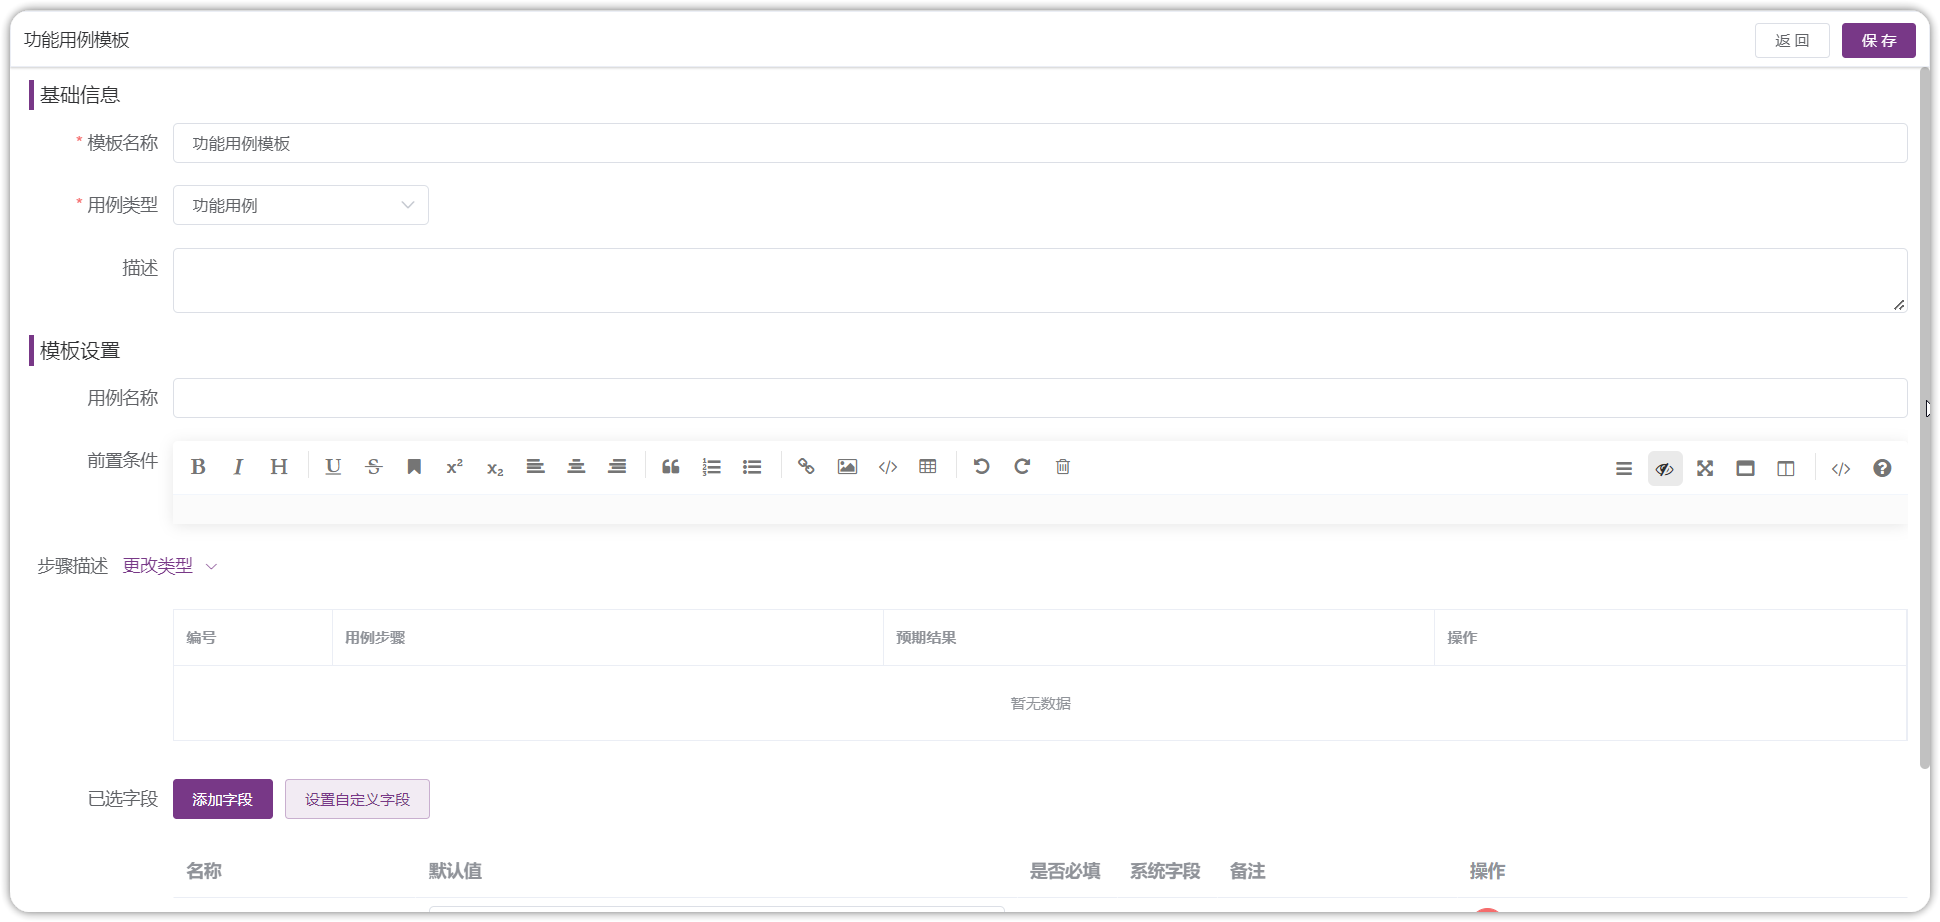 功能用例模板
返 回 保 存
基础信息
* 模板名称 功能用例模板
* 用例类型 功能用例
描述
模板设置
用例名称
前置条件 B I H U S x² x₂
步骤描述 更改类型
编号 用例步骤 预期结果 操作
暂无数据
已选字段 添加字段 设置自定义字段
名称 默认值 是否必填 系统字段 备注 操作